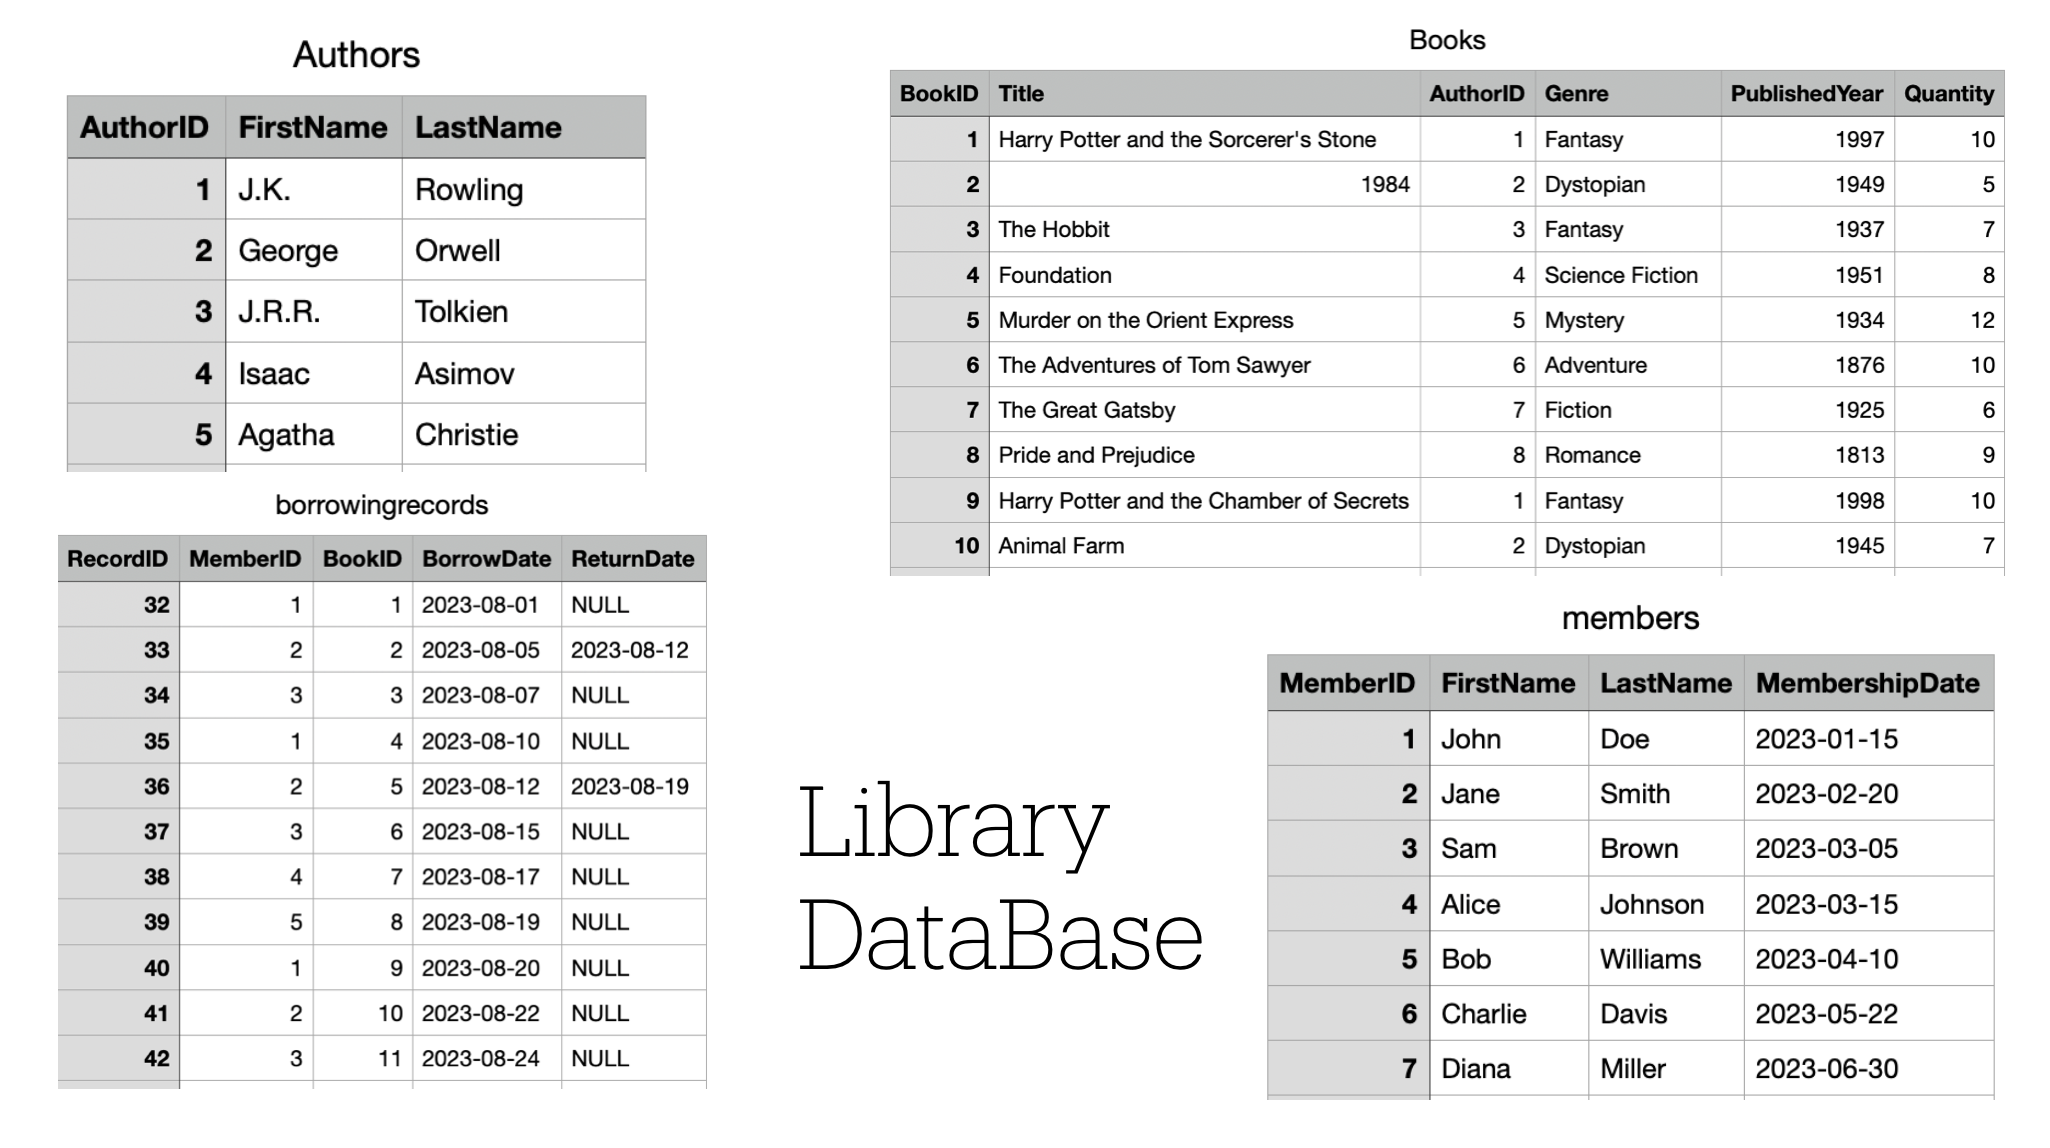 Authors
AuthorID FirstName LastName
1 J.K. Rowling
2 George Orwell
3 J.R.R. Tolkien
4 Isaac Asimov
5 Agatha Christie
borrowingrecords
RecordID MemberID BookID BorrowDate ReturnDate
32 1 1 2023-08-01 NULL
33 2 2 2023-08-05 2023-08-12
34 3 3 2023-08-07 NULL
35 1 4 2023-08-10 NULL
36 2 5 2023-08-12 2023-08-19
37 3 6 2023-08-15 NULL
38 4 7 2023-08-17 NULL
39 5 8 2023-08-19 NULL
40 1 9 2023-08-20 NULL
41 2 10 2023-08-22 NULL
42 3 11 2023-08-24 NULL
Books
BookID Title AuthorID Genre PublishedYear Quantity
1 Harry Potter and the Sorcerer's Stone 1 Fantasy 1997 10
2 1984 2 Dystopian 1949 5
3 The Hobbit 3 Fantasy 1937 7
4 Foundation 4 Science Fiction 1951 8
5 Murder on the Orient Express 5 Mystery 1934 12
6 The Adventures of Tom Sawyer 6 Adventure 1876 10
7 The Great Gatsby 7 Fiction 1925 6
8 Pride and Prejudice 8 Romance 1813 9
9 Harry Potter and the Chamber of Secrets 1 Fantasy 1998 10
10 Animal Farm 2 Dystopian 1945 7
Library
DataBase
members
MemberID FirstName LastName MembershipDate
1 John Doe 2023-01-15
2 Jane Smith 2023-02-20
3 Sam Brown 2023-03-05
4 Alice Johnson 2023-03-15
5 Bob Williams 2023-04-10
6 Charlie Davis 2023-05-22
7 Diana Miller 2023-06-30